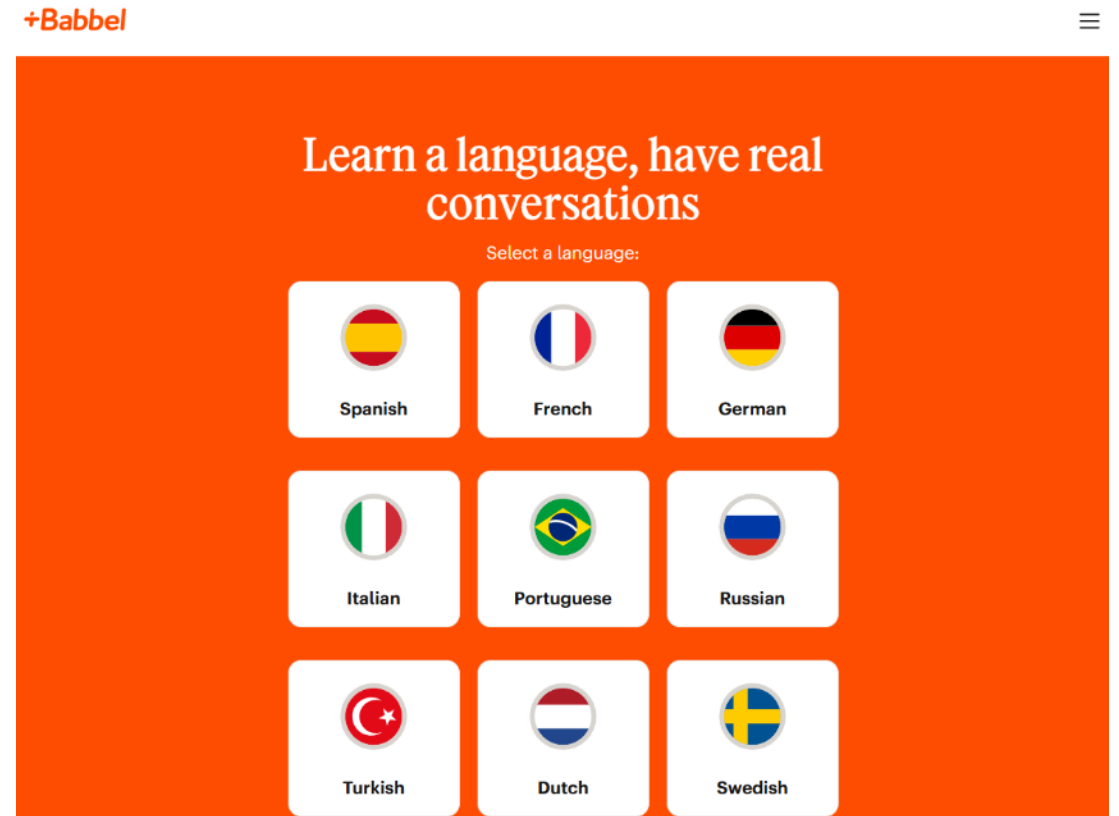 +Babbel
Learn a language, have real
conversations
Select a language:
Spanish
French
German
Italian
Portuguese
Russian
Turkish
Dutch
Swedish